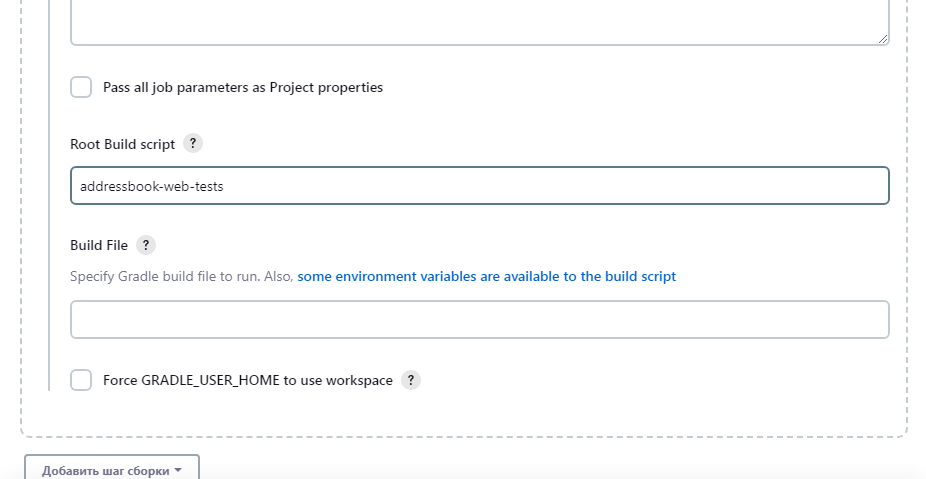 Pass all job parameters as Project properties
Root Build script ?
addressbook-web-tests
Build File ?
Specify Gradle build file to run. Also, some environment variables are available to the build script
Force GRADLE_USER_HOME to use workspace ?
Добавить шаг сборки